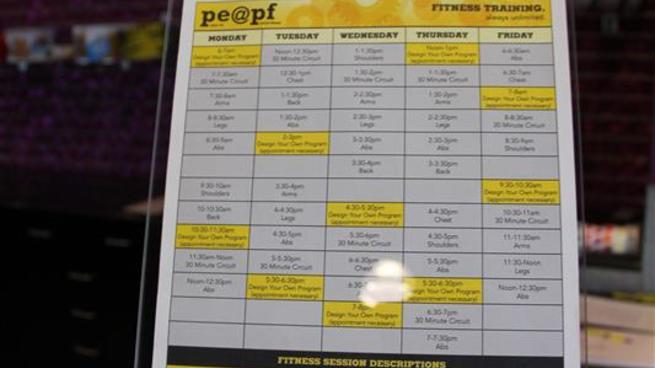 pe@pf
FITNESS TRAINING.
always unlimited.
MONDAY TUESDAY WEDNESDAY THURSDAY FRIDAY
6-7am
Design Your Own Program
(appointment necessary)
Noon-12:30pm
30 Minute Circuit
1-1:30pm
Shoulders
Noon-1pm
Design Your Own Program
(appointment necessary)
6-6:30am
Abs
7-7:30am
30 Minute Circuit
12:30-1pm
Chest
1:30-2pm
30 Minute Circuit
1-1:30pm
30 Minute Circuit
6:30-7am
Chest
7:30-8am
Arms
1-1:30pm
Back
2-2:30pm
Arms
1:30-2pm
Arms
7-8am
Design Your Own Program
(appointment necessary)
8-8:30am
Legs
1:30-2pm
Abs
2:30-3pm
Legs
2-2:30pm
Legs
8-8:30am
30 Minute Circuit
8:30-9am
Abs
2-3pm
Design Your Own Program
(appointment necessary)
3-3:30pm
Abs
2:30-3pm
Abs
8:30-9am
Shoulders
3:30-4pm
Back
3-3:30pm
Back
9:30-10am
Shoulders
3:30-4pm
Arms
9:30-10:30am
Design Your Own Program
(appointment necessary)
10-10:30am
Back
4-4:30pm
Legs
4:30-5:30pm
Design Your Own Program
(appointment necessary)
4-4:30pm
Chest
10:30-11am
30 Minute Circuit
10:30-11:30am
Design Your Own Program
(appointment necessary)
4:30-5pm
Abs
5:30-6pm
30 Minute Circuit
4:30-5pm
Shoulders
11-11:30am
Arms
11:30am-Noon
30 Minute Circuit
5-5:30pm
30 Minute Circuit
6-6:30pm
Chest
5-5:30pm
Abs
11:30-Noon
Legs
Noon-12:30pm
Abs
5:30-6:30pm
Design Your Own Program
(appointment necessary)
5:30-6:30pm
Design Your Own Program
(appointment necessary)
Noon-12:30pm
Abs
Design Your Own Program
(appointment necessary)
6:30-7pm
30 Minute Circuit
7-7:30pm
Abs
FITNESS SESSION DESCRIPTIONS